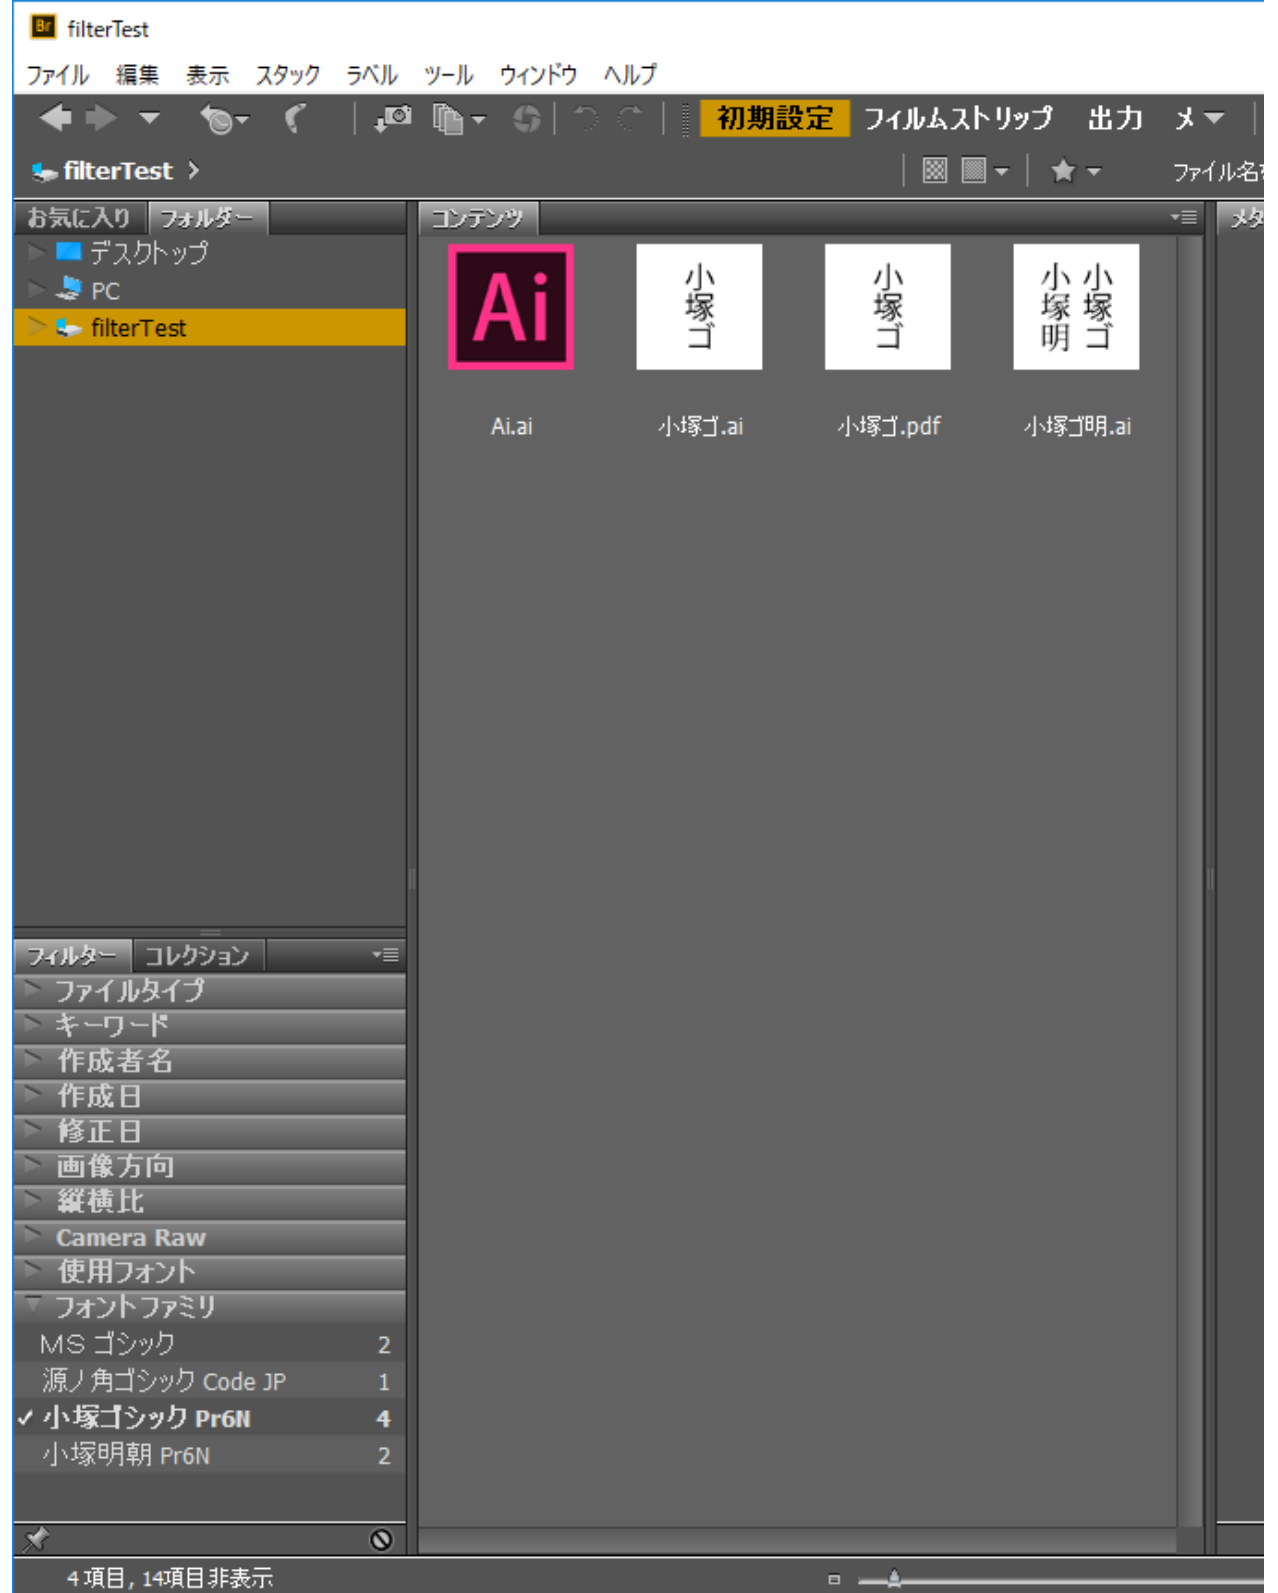 Br filterTest
ファイル 編集 表示 スタック ラベル ツール ウィンドウ ヘルプ
初期設定 フィルムストリップ 出力 メ
filterTest
ファイル名を
お気に入り フォルダー
コンテンツ
メタ
デスクトップ
PC
filterTest
Ai
小塚ゴ
小塚ゴ
小塚ゴ
小塚明
Ai.ai
小塚ゴ.ai
小塚ゴ.pdf
小塚ゴ明.ai
フィルター コレクション
ファイルタイプ
キーワード
作成者名
作成日
修正日
画像方向
縦横比
Camera Raw
使用フォント
フォントファミリ
ＭＳ ゴシック 2
源ノ角ゴシック Code JP 1
小塚ゴシック Pr6N 4
小塚明朝 Pr6N 2
4 項目, 14項目非表示